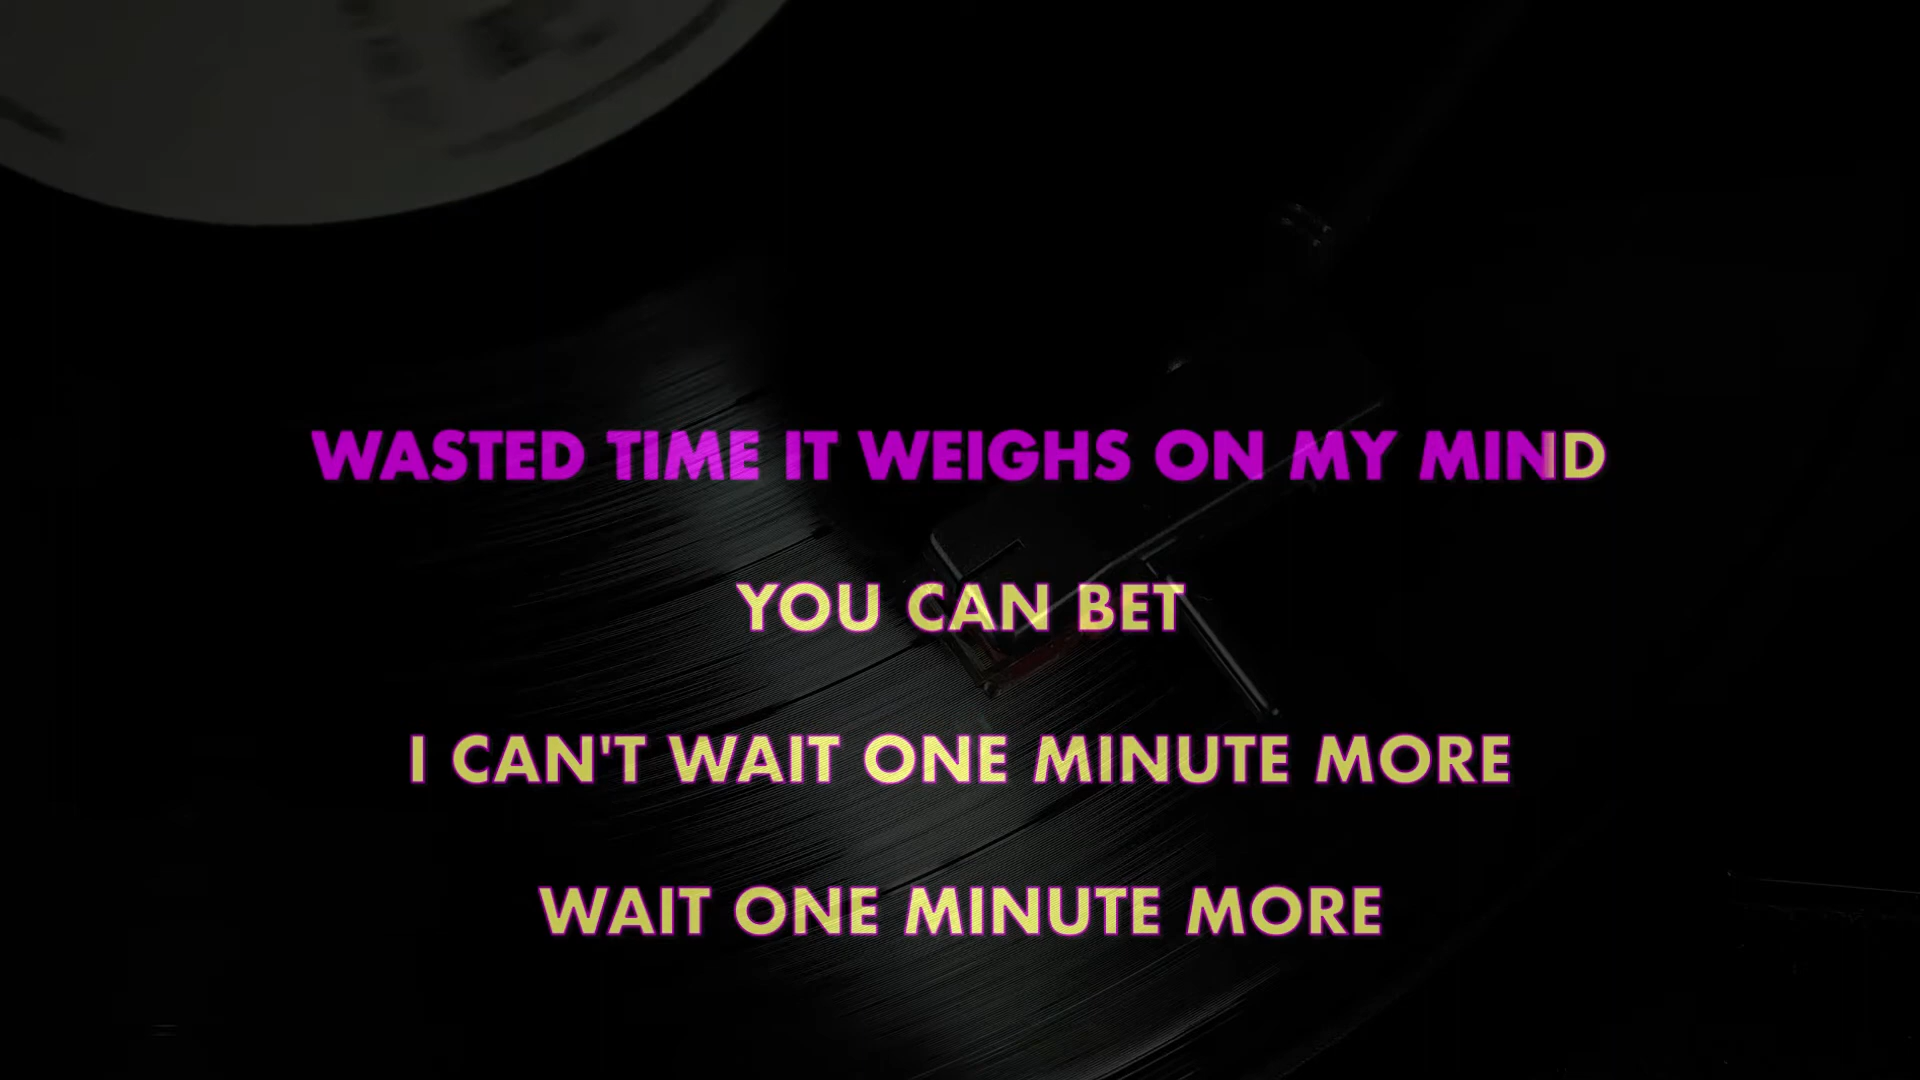 WASTED TIME IT WEIGHS ON MY MIND
YOU CAN BET
I CAN'T WAIT ONE MINUTE MORE
WAIT ONE MINUTE MORE